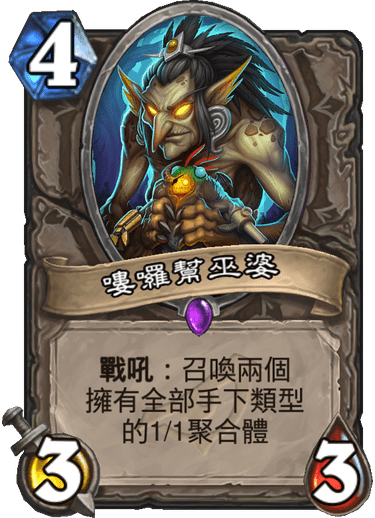 4
嘍囉幫巫婆
戰吼：召喚兩個
擁有全部手下類型
的1/1聚合體
3
3